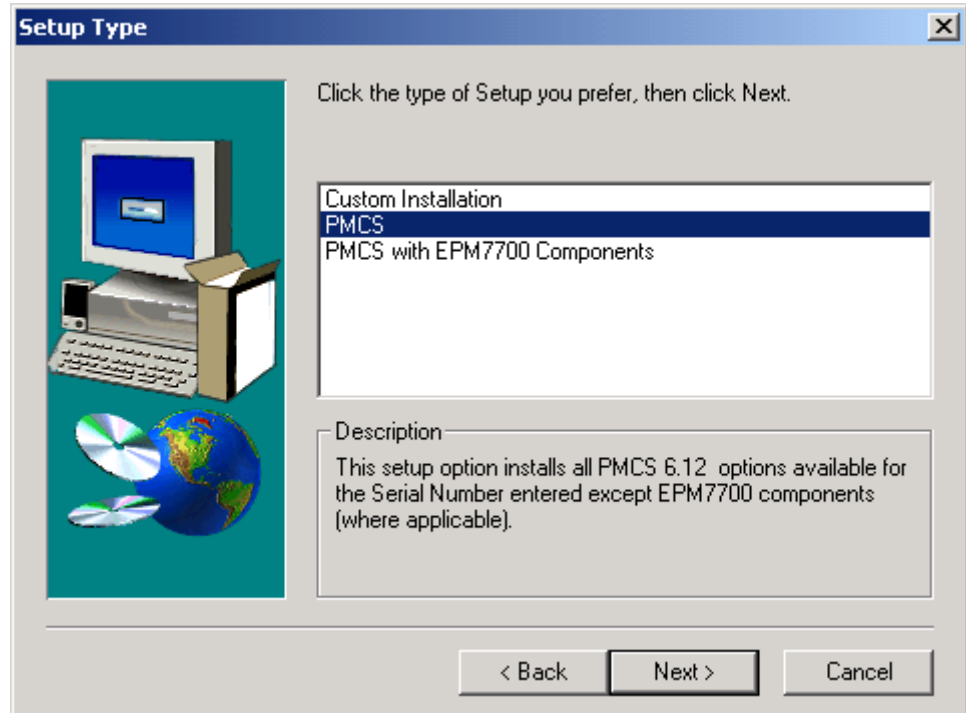 Setup Type
Click the type of Setup you prefer, then click Next.
Custom Installation
PMCS
PMCS with EPM7700 Components
Description
This setup option installs all PMCS 6.12  options available for
the Serial Number entered except EPM7700 components
(where applicable).
< Back
Next >
Cancel